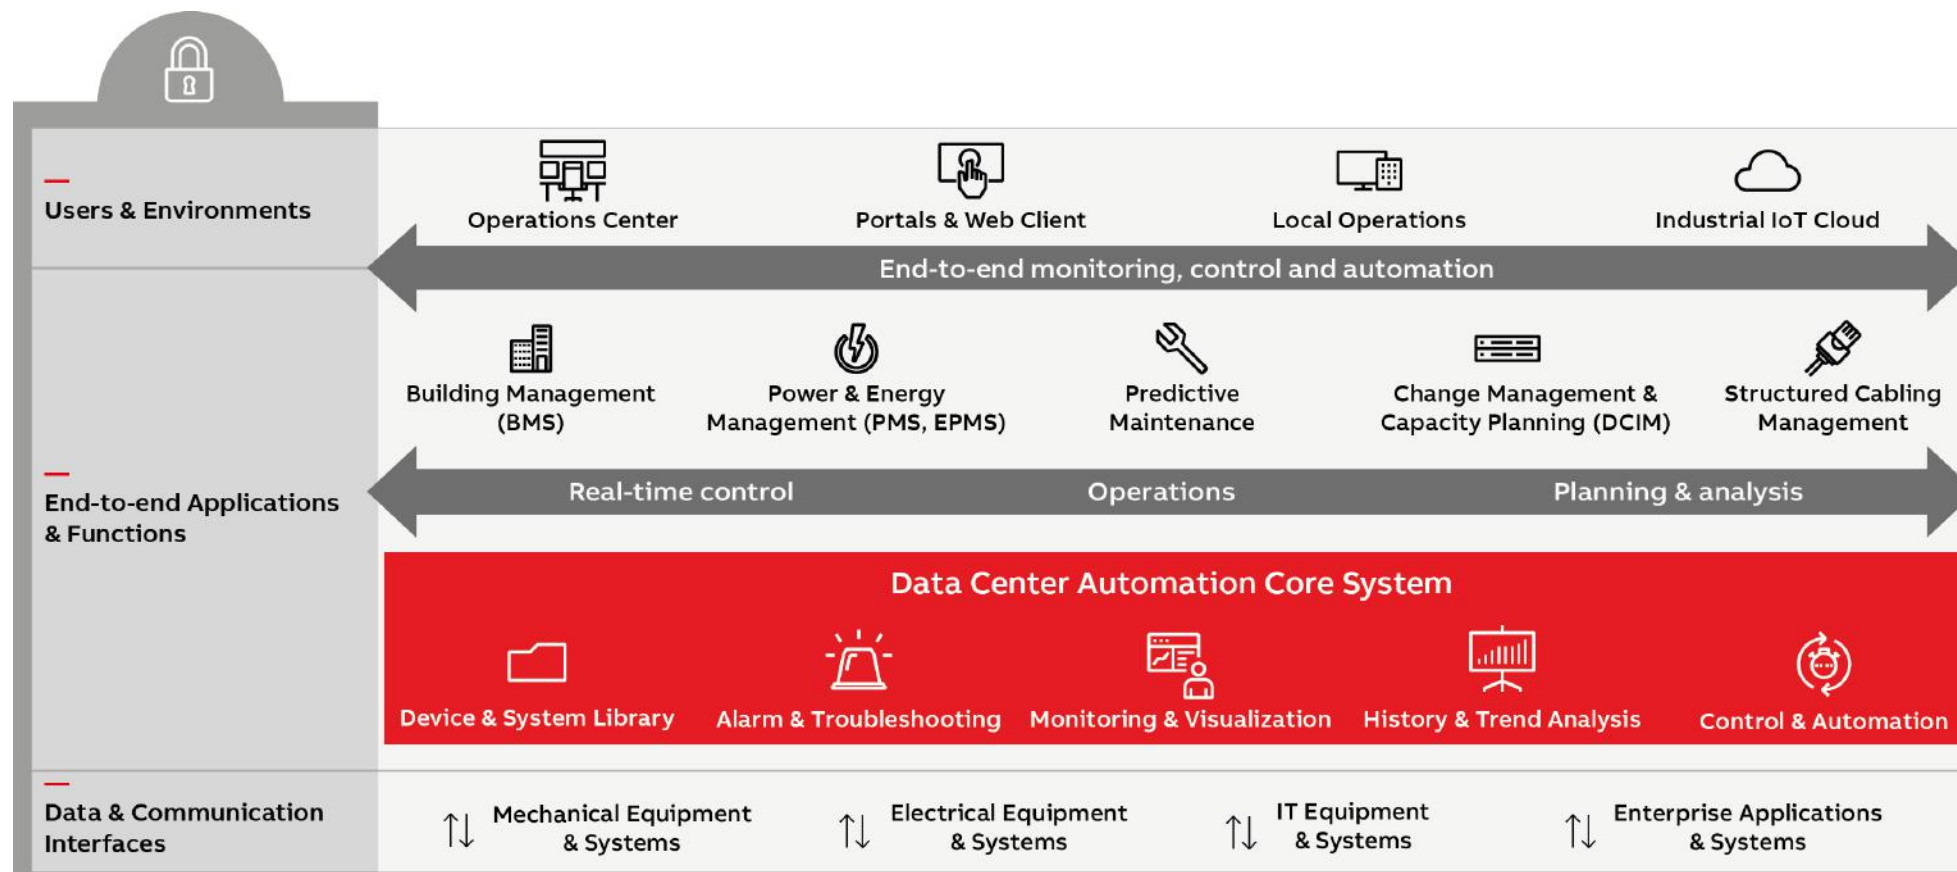 Users & Environments
Operations Center
Portals & Web Client
Local Operations
Industrial IoT Cloud
End-to-end monitoring, control and automation
End-to-end Applications
& Functions
Building Management
(BMS)
Power & Energy
Management (PMS, EPMS)
Predictive
Maintenance
Change Management &
Capacity Planning (DCIM)
Structured Cabling
Management
Real-time control
Operations
Planning & analysis
Data Center Automation Core System
Device & System Library
Alarm & Troubleshooting
Monitoring & Visualization
History & Trend Analysis
Control & Automation
Data & Communication
Interfaces
Mechanical Equipment
& Systems
Electrical Equipment
& Systems
IT Equipment
& Systems
Enterprise Applications
& Systems